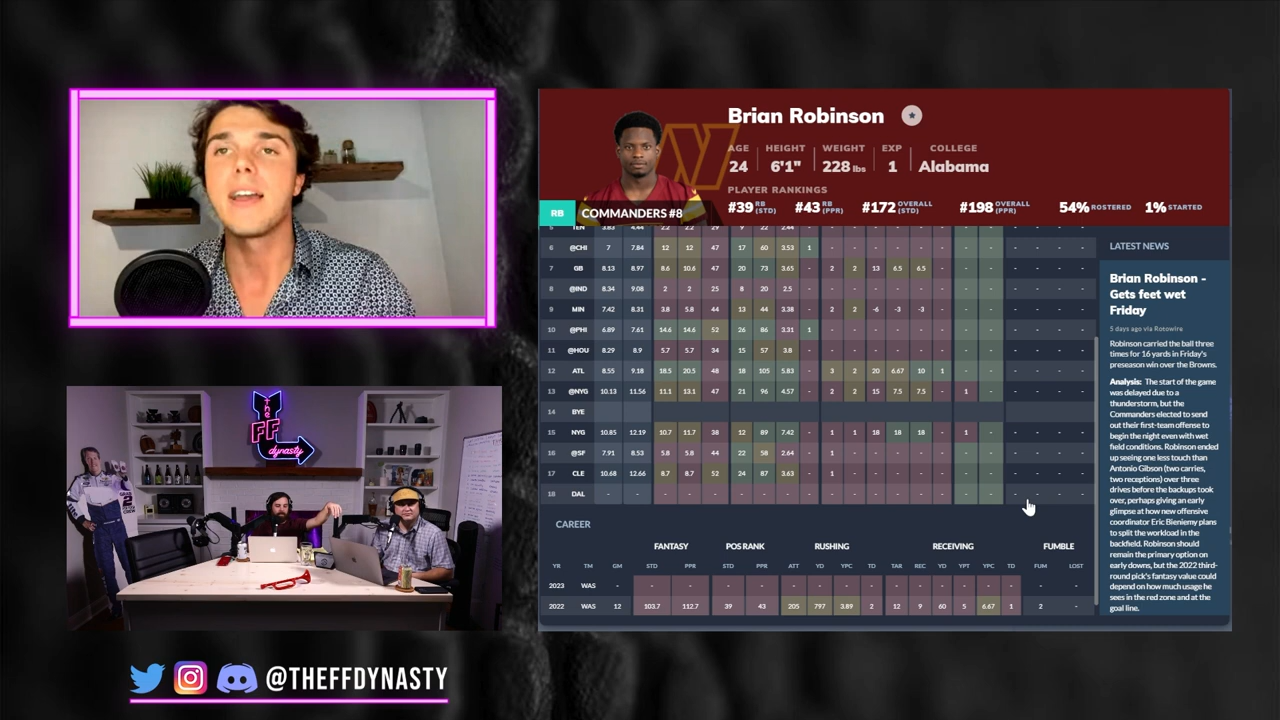 Brian Robinson
AGE HEIGHT WEIGHT EXP COLLEGE
24 6'1" 228 lbs 1 Alabama
PLAYER RANKINGS
#39 RB (STD) #43 RB (PPR) #172 OVERALL (STD) #198 OVERALL (PPR) 54% ROSTERED 1% STARTED
RB COMMANDERS #8
5 TEN 3.83 4.44 2.2 2.2 29 9 22 2.44
6 @CHI 7 7.84 12 12 47 17 60 3.53 1 - - - - - - - - - - - -
7 GB 8.13 8.97 8.6 10.6 47 20 73 3.65 - 2 2 13 6.5 6.5 - - - - - - -
8 @IND 8.34 9.08 2 2 25 8 20 2.5 - - - - - - - - - - - - -
9 MIN 7.42 8.31 3.8 5.8 44 13 44 3.38 - 2 2 -6 -3 -3 - - - - - - -
10 @PHI 6.89 7.61 14.6 14.6 52 26 86 3.31 1 - - - - - - - - - - - -
11 @HOU 8.29 8.9 5.7 5.7 34 15 57 3.8 - - - - - - - - - - - - -
12 ATL 8.55 9.18 18.5 20.5 48 18 105 5.83 - 3 2 20 6.67 10 1 - - - - - -
13 @NYG 10.13 11.56 11.1 13.1 47 21 96 4.57 - 2 2 15 7.5 7.5 - 1 - - - - -
14 BYE
15 NYG 10.85 12.19 10.7 11.7 38 12 89 7.42 - 1 1 18 18 18 - 1 - - - - -
16 @SF 7.91 8.53 5.8 5.8 44 22 58 2.64 - 1 - - - - - - - - - - -
17 CLE 10.68 12.66 8.7 8.7 52 24 87 3.63 - 1 - - - - - - - - - - -
18 DAL - - - - - - - - - - - - - - - - - - - - -
CAREER
FANTASY POS RANK RUSHING RECEIVING FUMBLE
YR TM GM STD PPR STD PPR ATT YD YPC TD TAR REC YD YPT YPC TD FUM LOST
2023 WAS - - - - - - - - - - - - - - - - -
2022 WAS 12 103.7 112.7 39 43 205 797 3.89 2 12 9 60 5 6.67 1 2 -
LATEST NEWS
Brian Robinson -
Gets feet wet
Friday
5 days ago via Rotowire
Robinson carried the ball three
times for 16 yards in Friday's
preseason win over the Browns.
Analysis: The start of the game
was delayed due to a
thunderstorm, but the
Commanders elected to send
out their first-team offense to
begin the night even with wet
field conditions. Robinson ended
up seeing one less touch than
Antonio Gibson (two carries,
two receptions) over three
drives before the backups took
over, perhaps giving an early
glimpse at how new offensive
coordinator Eric Bieniemy plans
to split the workload in the
backfield. Robinson should
remain the primary option on
early downs, but the 2022 third-
round pick's fantasy value could
depend on how much usage he
sees in the red zone and at the
goal line.
The
FF
dynasty
@THEFFDYNASTY